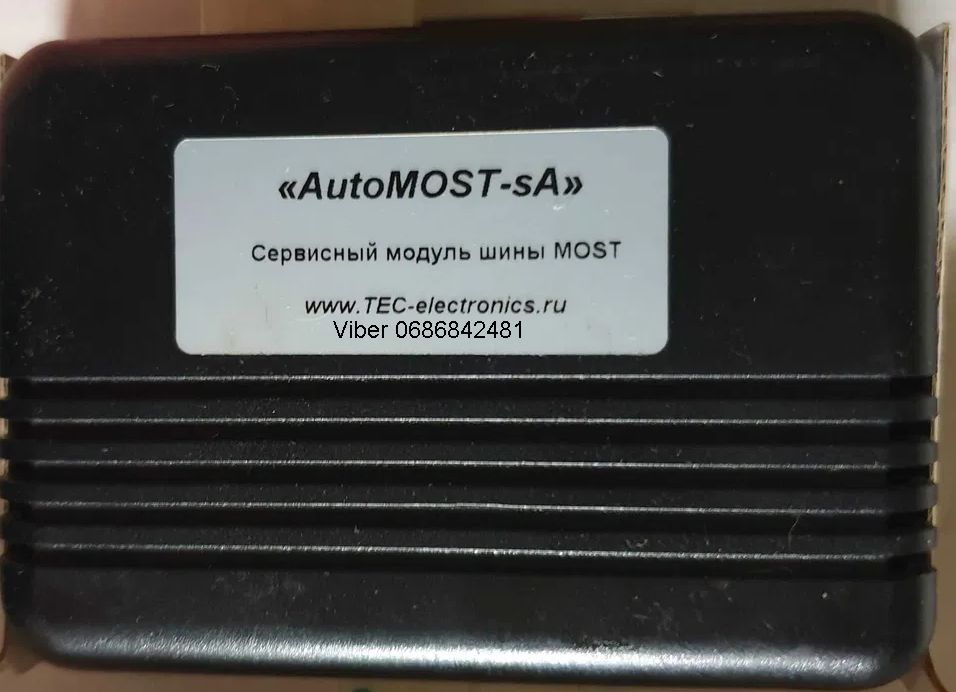 «AutoMOST-sA»
Сервисный модуль шины MOST
www.TEC-electronics.ru
Viber 0686842481